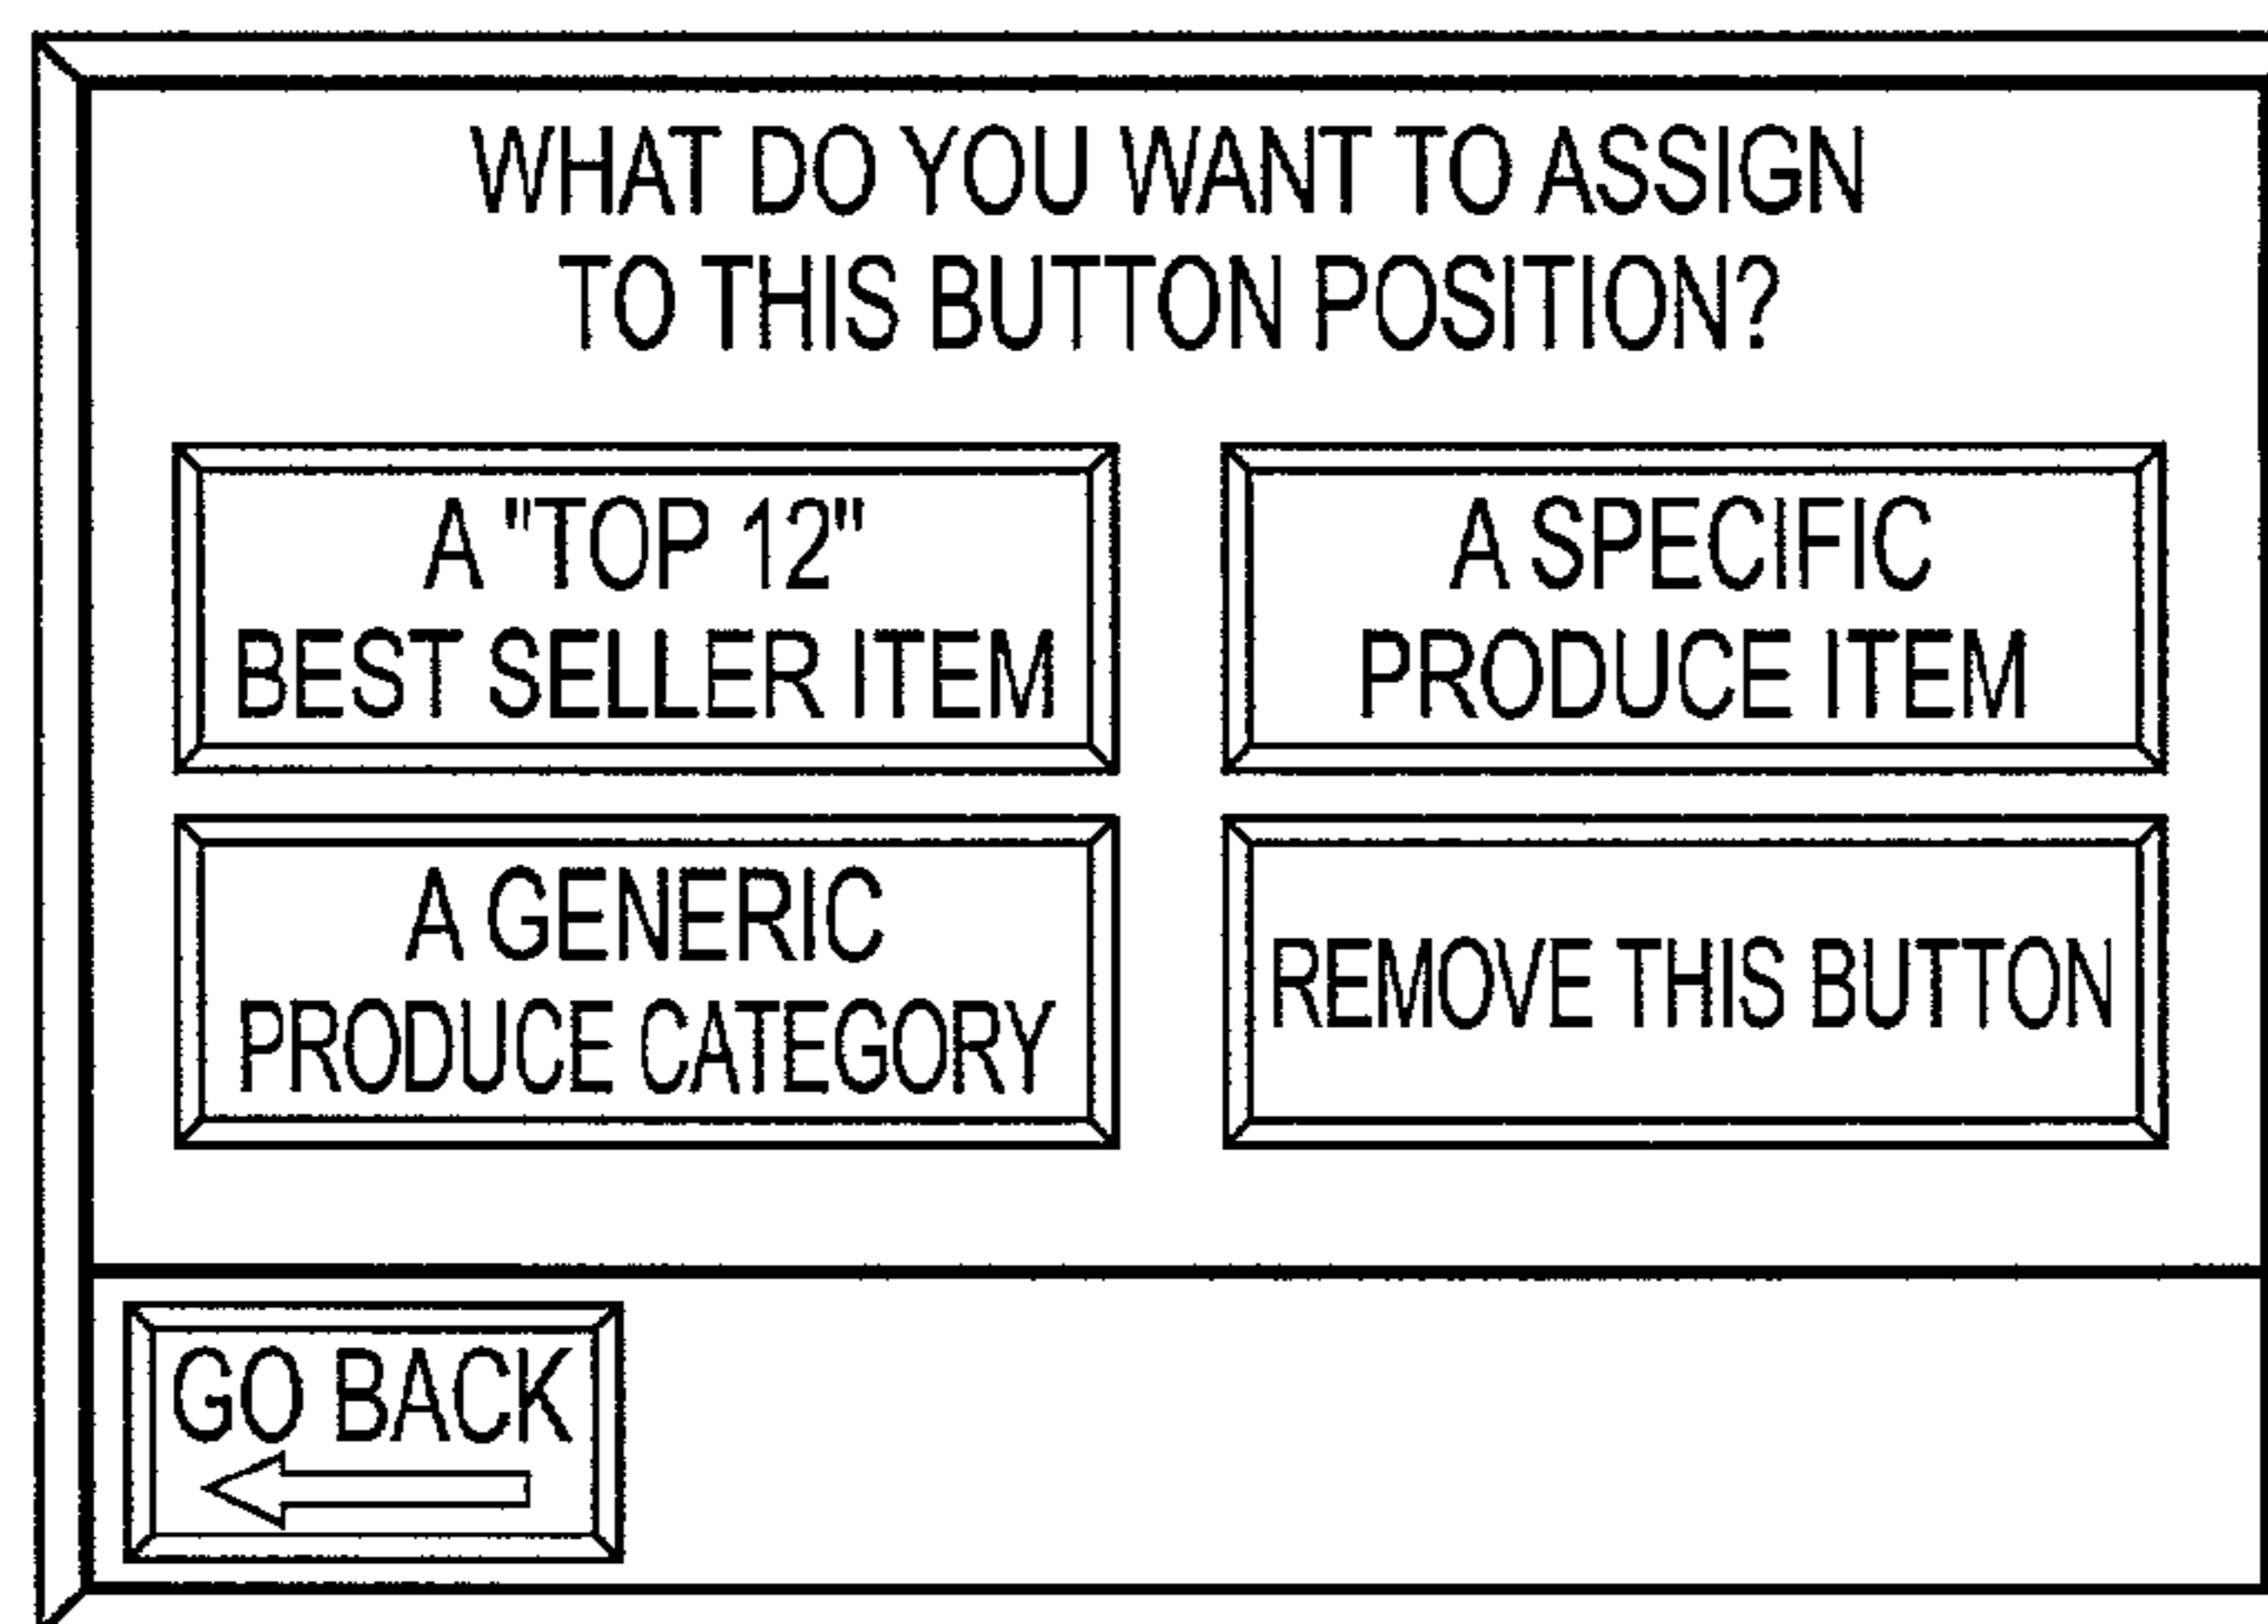 WHAT DO YOU WANT TO ASSIGN
TO THIS BUTTON POSITION?
A "TOP 12"
BEST SELLER ITEM
A SPECIFIC
PRODUCE ITEM
A GENERIC
PRODUCE CATEGORY
REMOVE THIS BUTTON
GO BACK